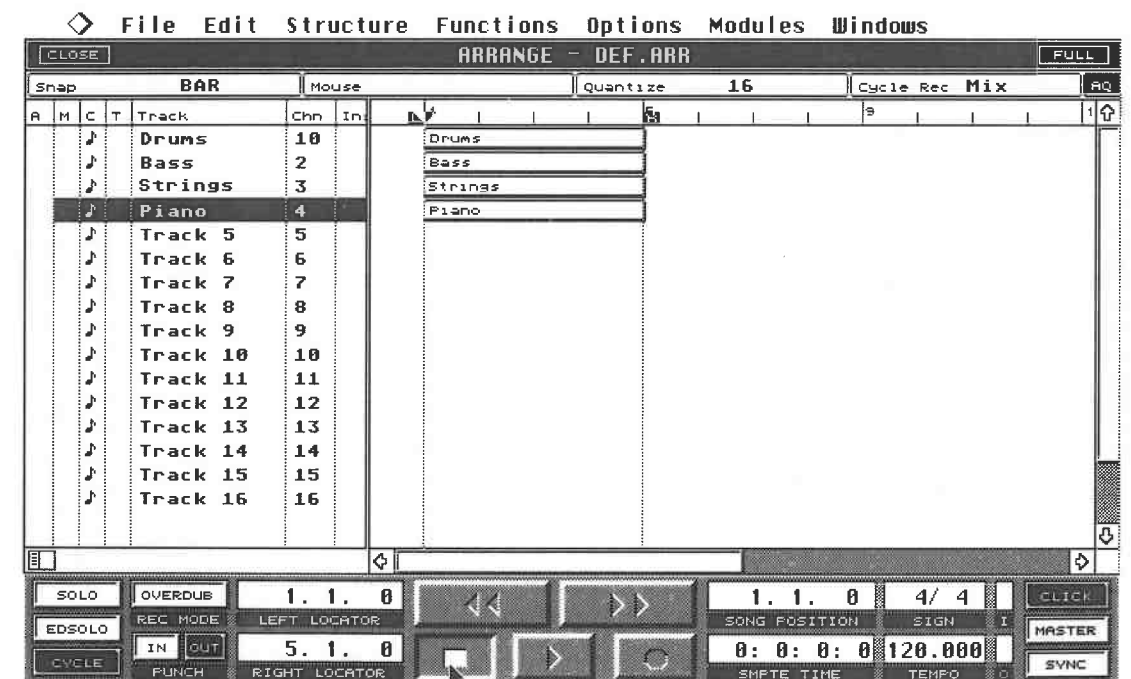 File Edit Structure Functions Options Modules Windows
CLOSE ARRANGE - DEF.ARR FULL
Snap BAR Mouse Quantize 16 Cycle Rec Mix AQ
A M C T Track Chn In 5 9 1
Drums 10 Drums
Bass 2 Bass
Strings 3 Strings
Piano 4 Piano
Track 5 5
Track 6 6
Track 7 7
Track 8 8
Track 9 9
Track 10 10
Track 11 11
Track 12 12
Track 13 13
Track 14 14
Track 15 15
Track 16 16
SOLO OVERDUB 1. 1. 0 1. 1. 0 4/ 4 CLICK
REC MODE LEFT LOCATOR SONG POSITION SIGN I
EDSOLO MASTER
IN OUT 5. 1. 0 0: 0: 0: 0 120.000
CYCLE PUNCH RIGHT LOCATOR SMPTE TIME TEMPO O SYNC